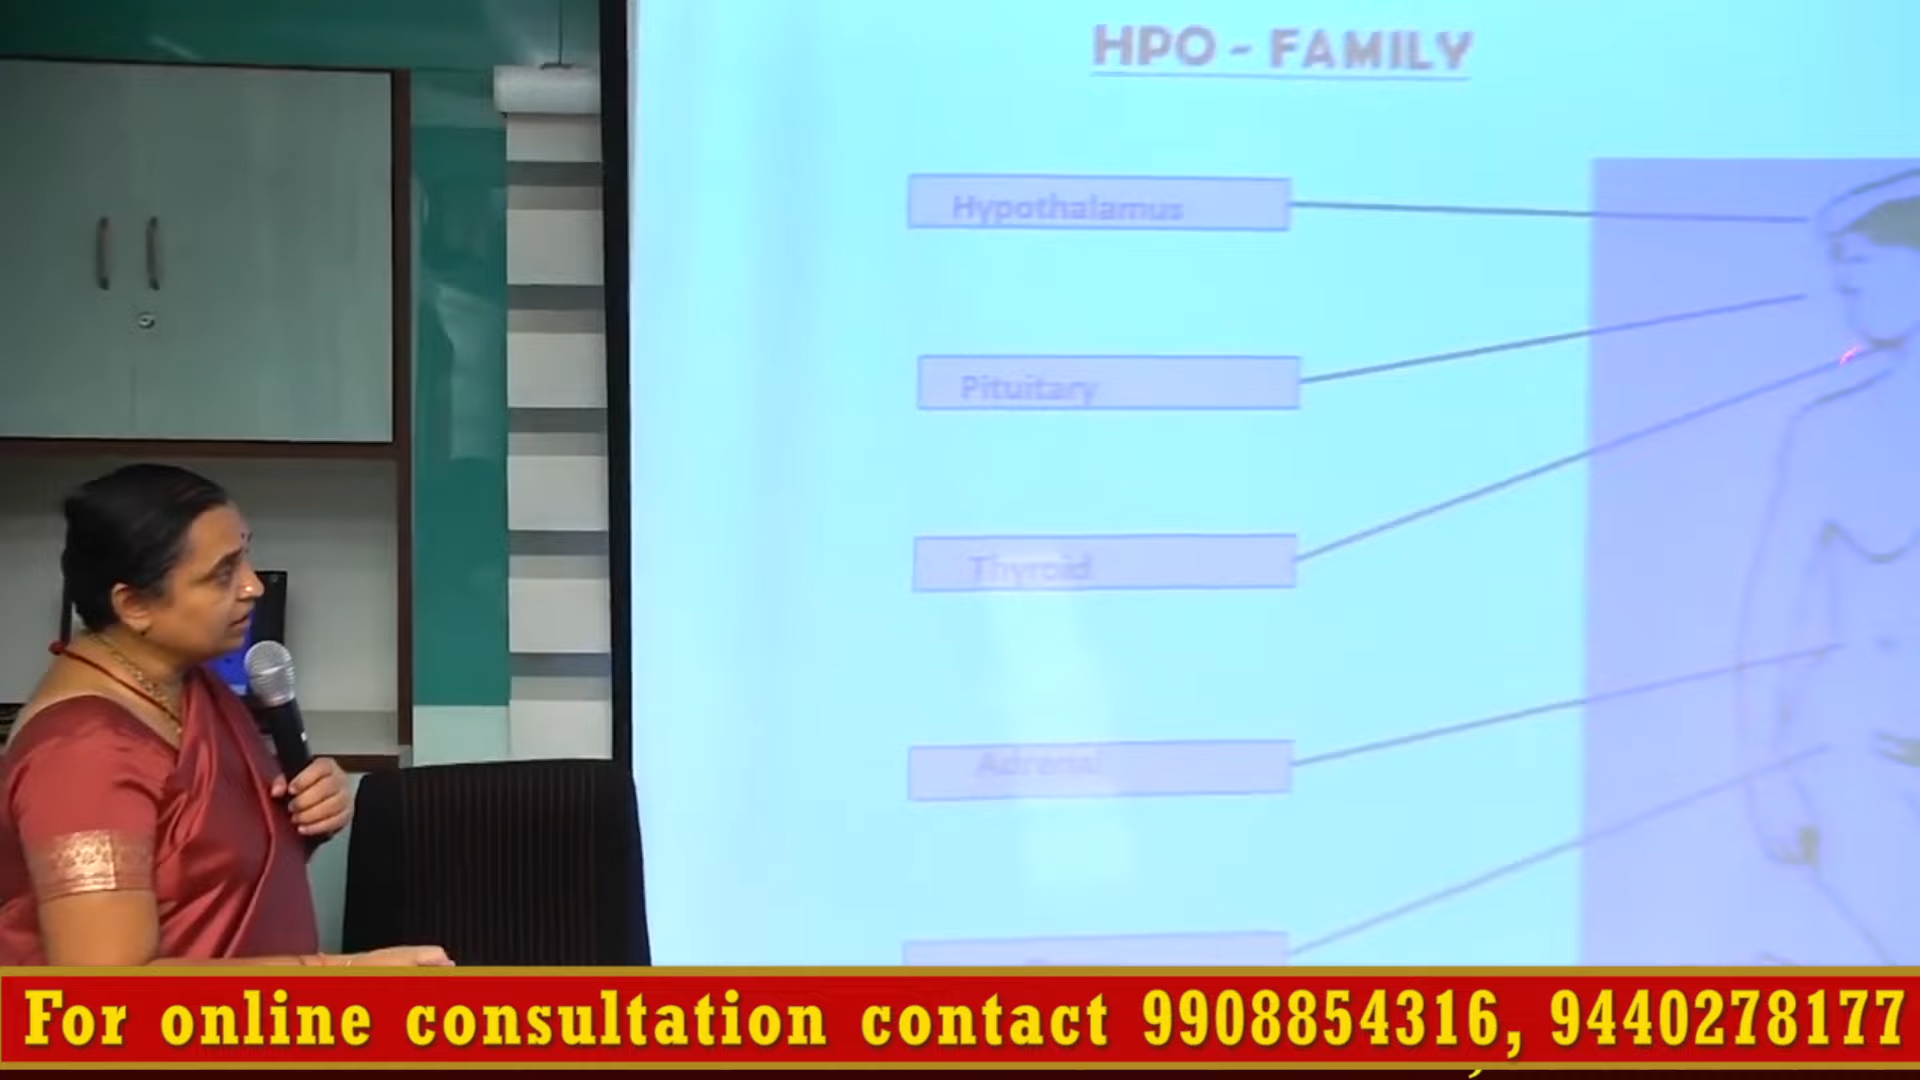 HPO - FAMILY
Hypothalamus
Pituitary
Thyroid
Adrenal
For online consultation contact 9908854316, 9440278177